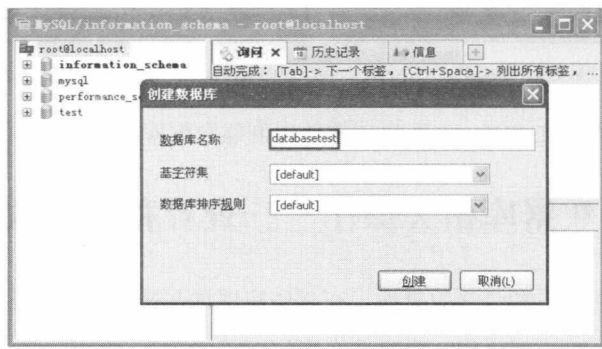 MySQL/information_schema - root@localhost
root@localhost
information_schema
mysql
performance_s
test
询问 历史记录 信息
自动完成: [Tab]-> 下一个标签, [Ctrl+Space]-> 列出所有标签, ...
创建数据库
数据库名称 databasetest
基字符集 [default]
数据库排序规则 [default]
创建 取消(L)